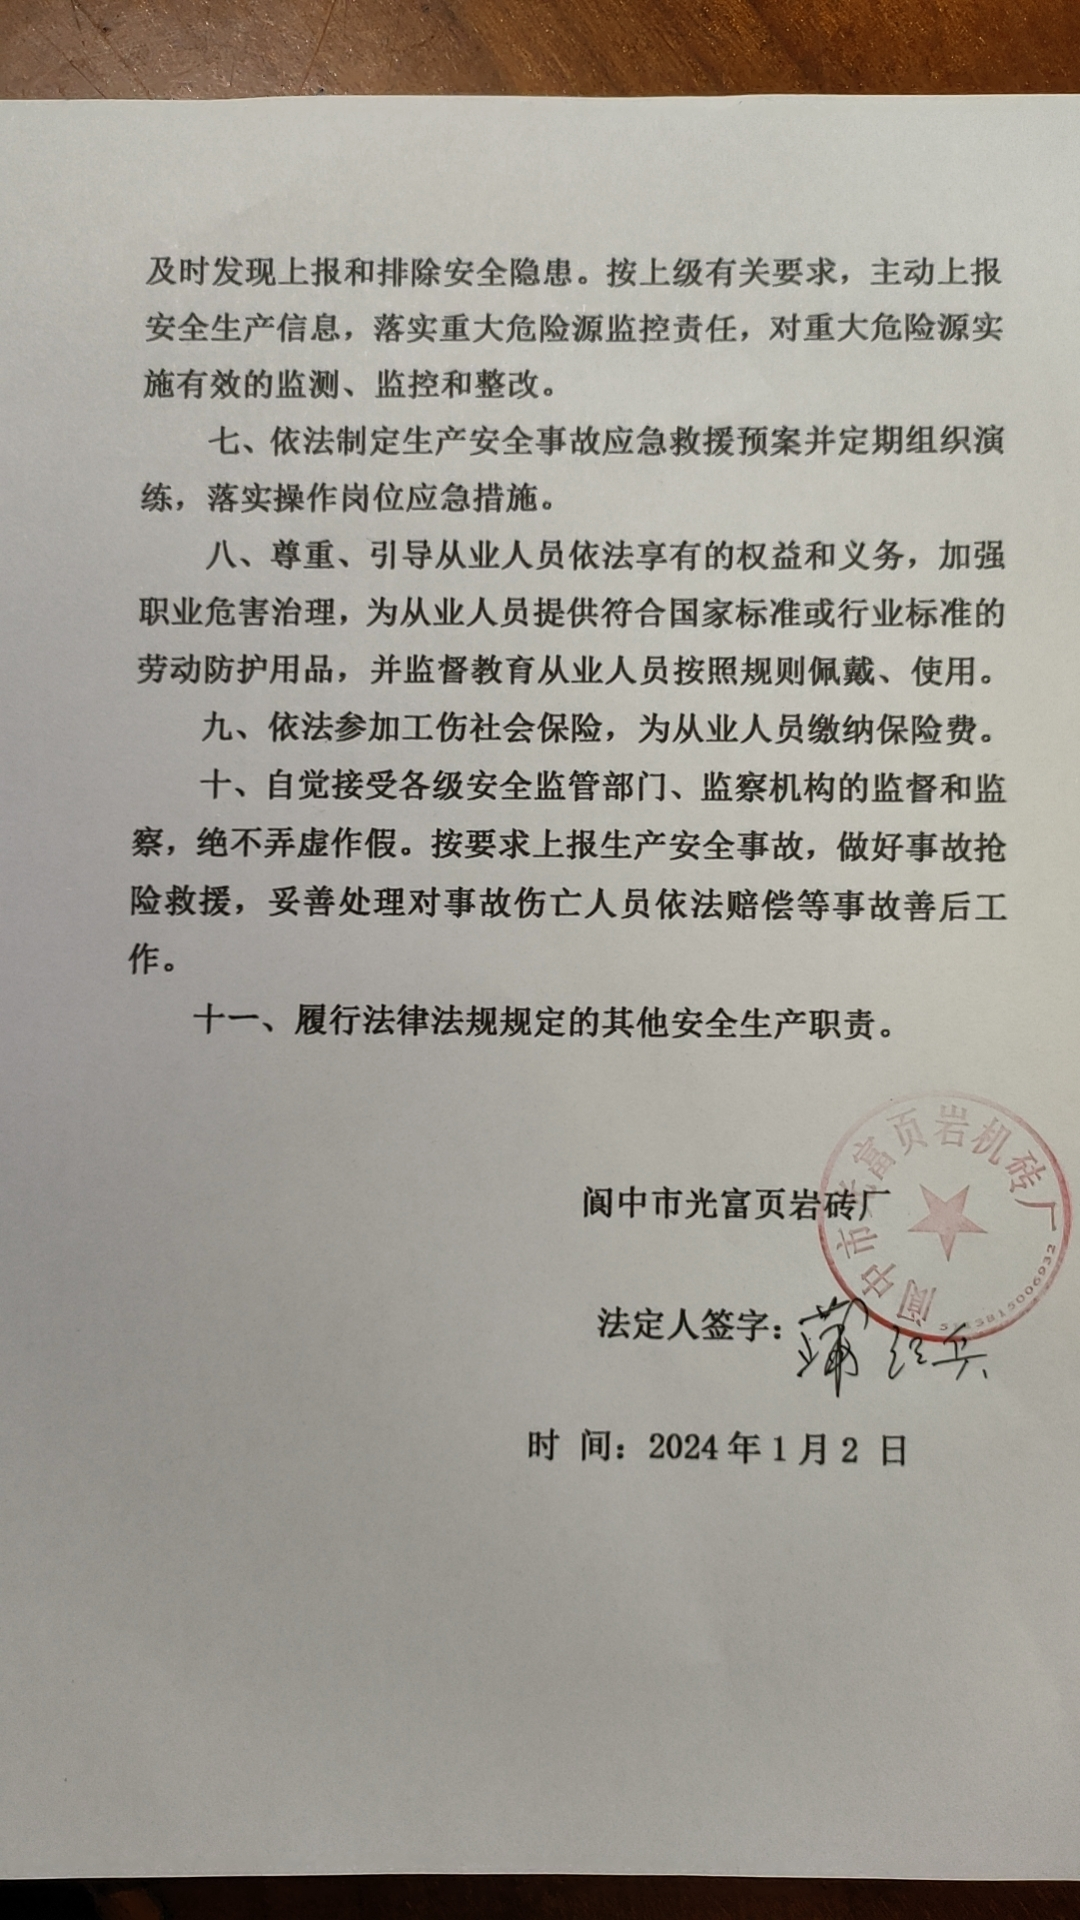 及时发现上报和排除安全隐患。按上级有关要求，主动上报
安全生产信息，落实重大危险源监控责任，对重大危险源实
施有效的监测、监控和整改。
七、依法制定生产安全事故应急救援预案并定期组织演
练，落实操作岗位应急措施。
八、尊重、引导从业人员依法享有的权益和义务，加强
职业危害治理，为从业人员提供符合国家标准或行业标准的
劳动防护用品，并监督教育从业人员按照规则佩戴、使用。
九、依法参加工伤社会保险，为从业人员缴纳保险费。
十、自觉接受各级安全监管部门、监察机构的监督和监
察，绝不弄虚作假。按要求上报生产安全事故，做好事故抢
险救援，妥善处理对事故伤亡人员依法赔偿等事故善后工
作。
十一、履行法律法规规定的其他安全生产职责。
阆中市光富页岩机砖厂
阆中市光富页岩砖厂
法定人签字：蒲
时 间：2024年1月2 日